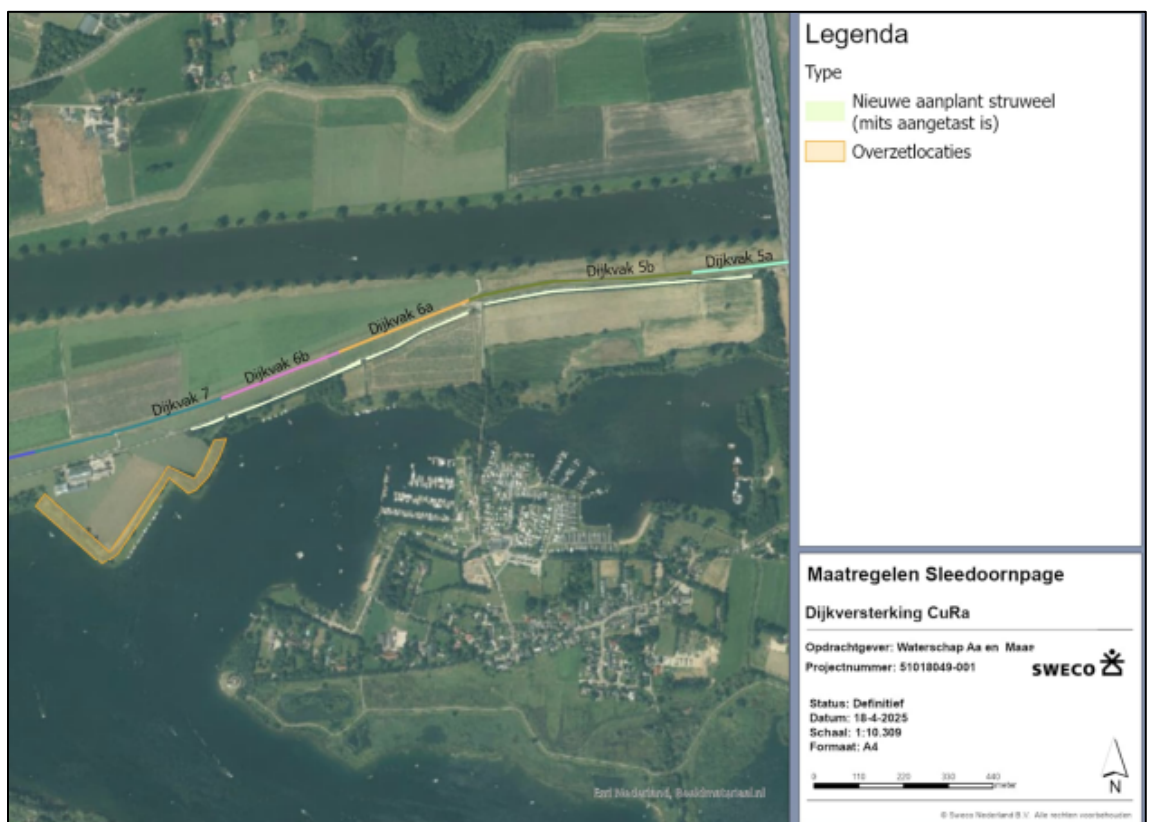 Dijkvak 5a
Dijkvak 5b
Dijkvak 6a
Dijkvak 6b
Dijkvak 7
Esri Nederland, Beeldmateriaal.nl
Legenda
Type
Nieuwe aanplant struweel
(mits aangetast is)
Overzetlocaties
Maatregelen Sleedoornpage
Dijkversterking CuRa
Opdrachtgever: Waterschap Aa en Maas
Projectnummer: 51018049-001
SWECO
Status: Definitief
Datum: 18-4-2025
Schaal: 1:10.309
Formaat: A4
0 110 220 330 440
meter
N
© Sweco Nederland B.V. Alle rechten voorbehouden